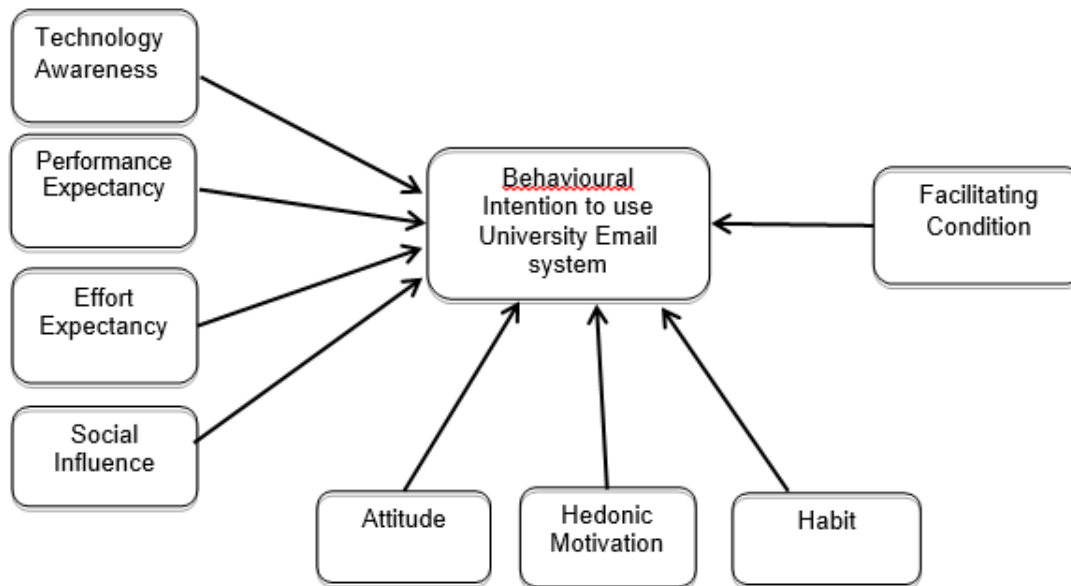 Technology
Awareness
Performance
Expectancy
Effort
Expectancy
Social
Influence
Behavioural
Intention to use
University Email
system
Facilitating
Condition
Attitude
Hedonic
Motivation
Habit